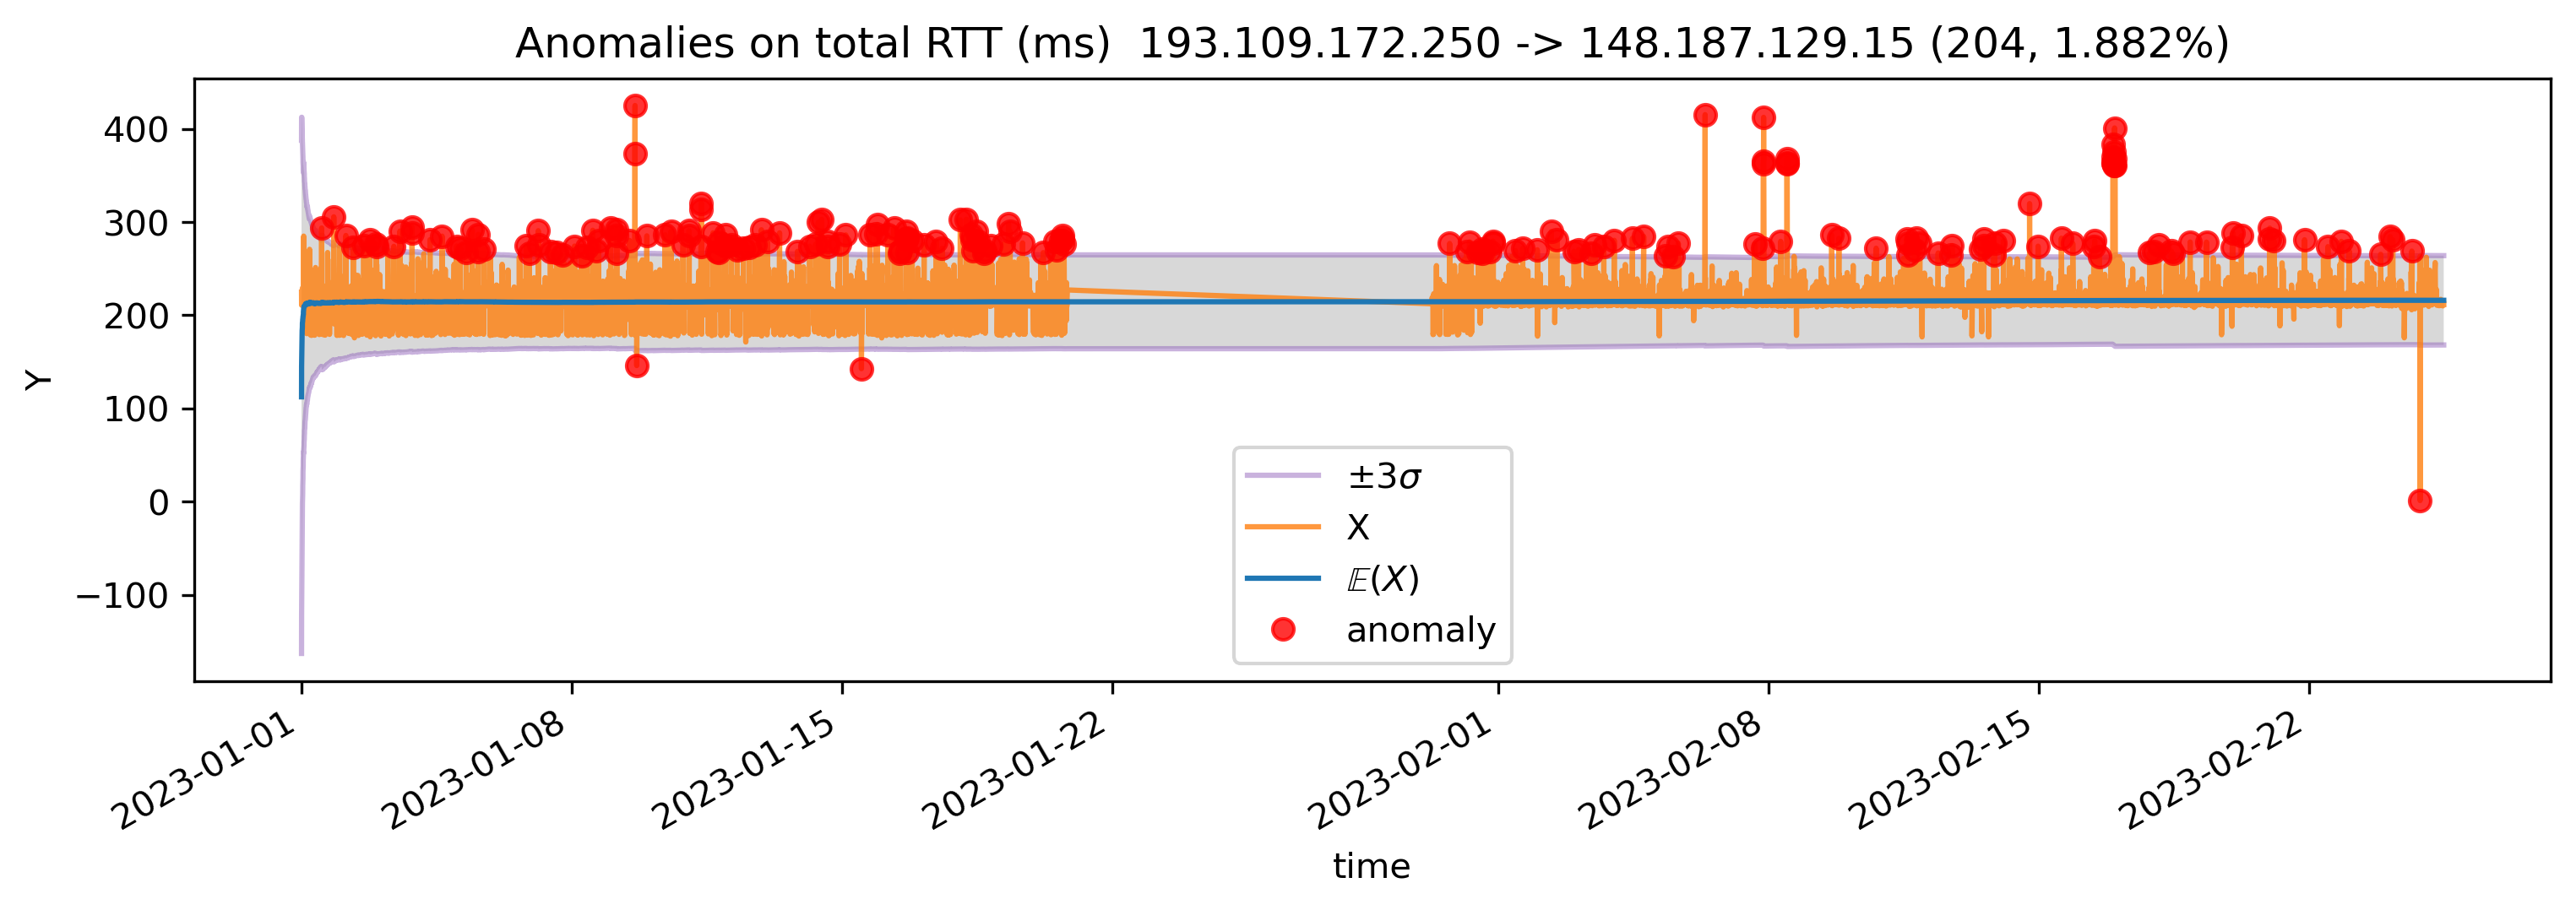 Anomalies on total RTT (ms)  193.109.172.250 -> 148.187.129.15 (204, 1.882%)
Y
400
300
200
100
0
−100
±3σ
X
𝔼(X)
anomaly
2023-01-01
2023-01-08
2023-01-15
2023-01-22
2023-02-01
2023-02-08
2023-02-15
2023-02-22
time